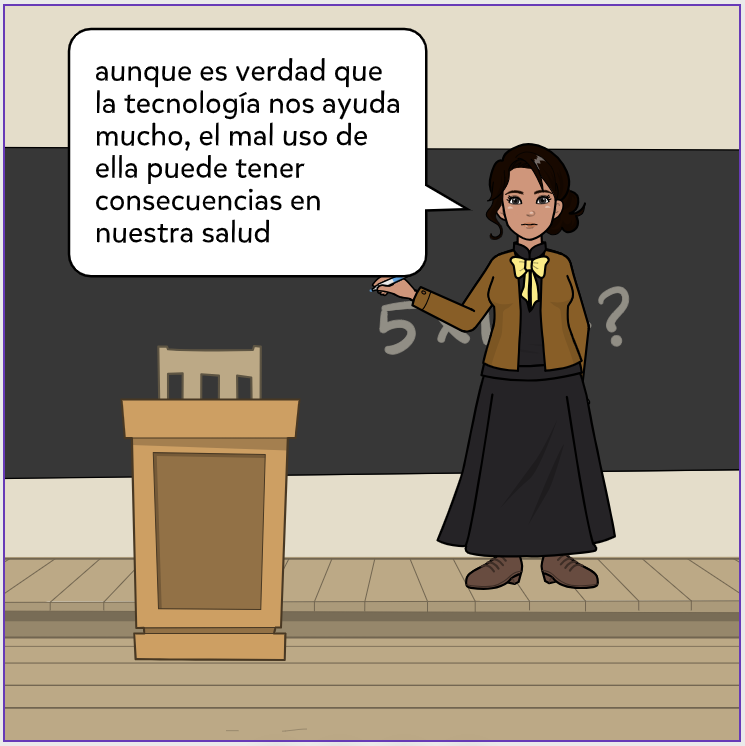 aunque es verdad que
la tecnología nos ayuda
mucho, el mal uso de
ella puede tener
consecuencias en
nuestra salud
5 x ?